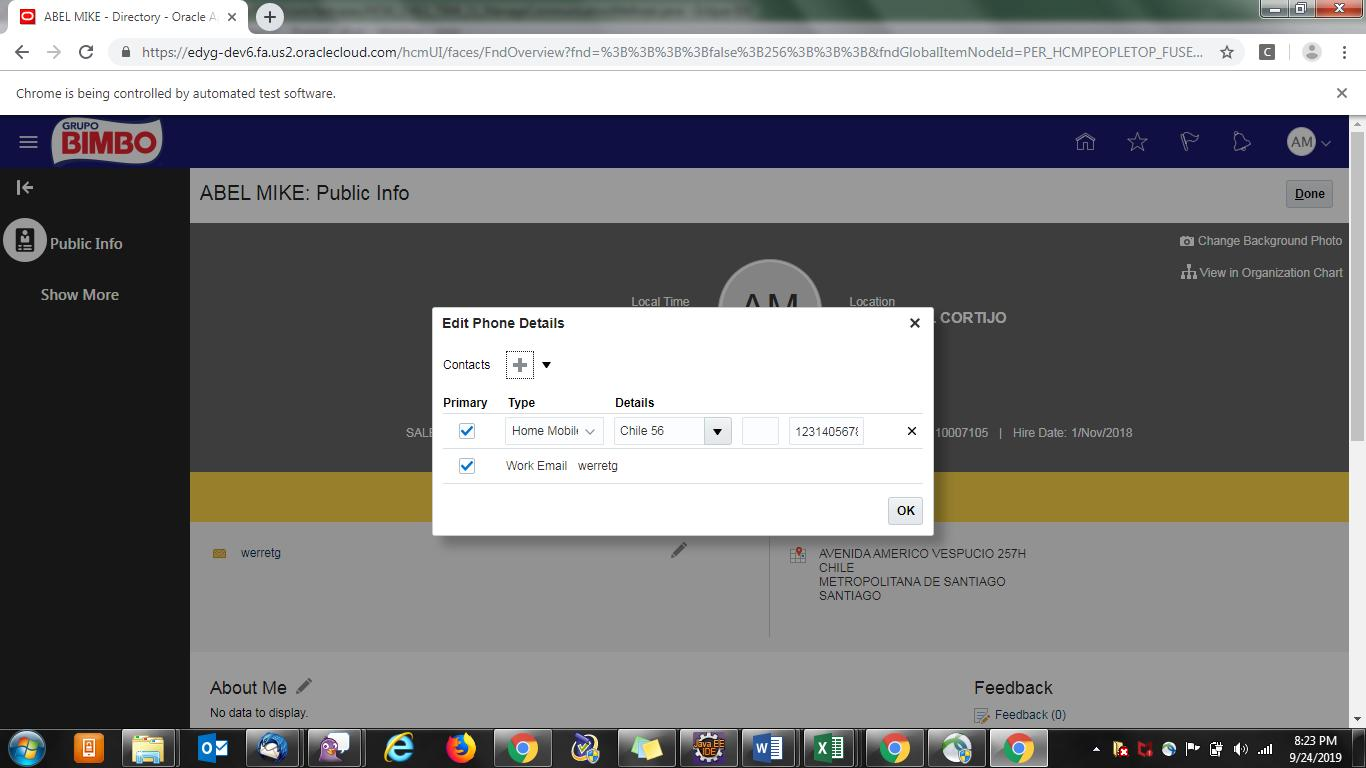 ABEL MIKE - Directory - Oracle A
https://edyg-dev6.fa.us2.oraclecloud.com/hcmUI/faces/FndOverview?fnd=%3B%3B%3B%3Bfalse%3B256%3B%3B%3B&fndGlobalItemNodeId=PER_HCMPEOPLETOP_FUSE...
C
Chrome is being controlled by automated test software.
GRUPO
BIMBO
AM
ABEL MIKE: Public Info
Done
Public Info
Show More
Change Background Photo
View in Organization Chart
Local Time
AM
Location
CORTIJO
Edit Phone Details
Contacts
Primary Type Details
Home Mobile Chile 56 1231405678
Work Email werretg
OK
SALE
10007105 | Hire Date: 1/Nov/2018
werretg
AVENIDA AMERICO VESPUCIO 257H
CHILE
METROPOLITANA DE SANTIAGO
SANTIAGO
About Me
No data to display.
Feedback
Feedback (0)
Java EE
IDE
8:23 PM
9/24/2019